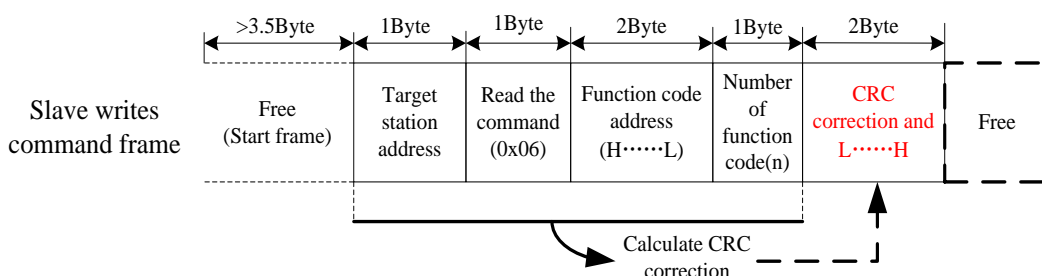 >3.5Byte
1Byte
1Byte
2Byte
1Byte
2Byte
Slave writes
command frame
Free
(Start frame)
Target
station
address
Read the
command
(0x06)
Function code
address
(H······L)
Number
of
function
code(n)
CRC
correction and
L······H
Free
Calculate CRC
correction